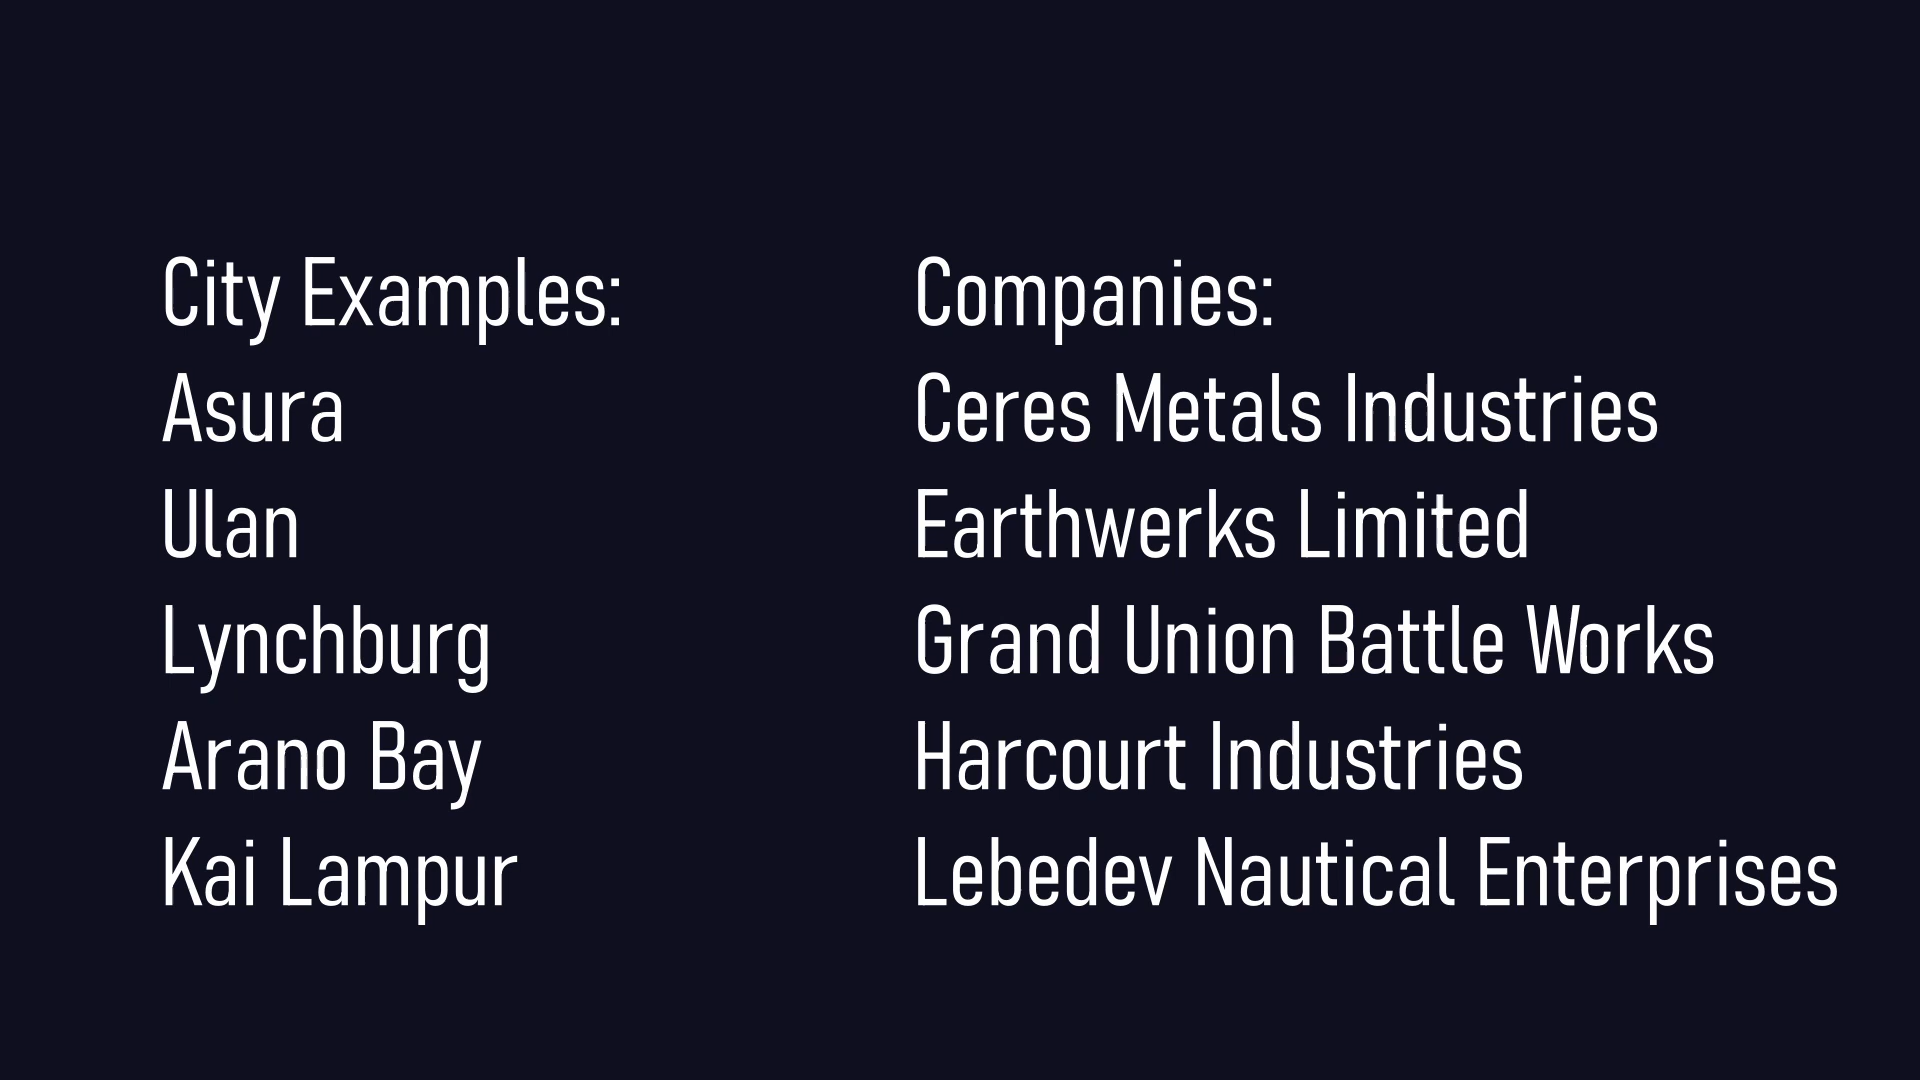 City Examples:
Asura
Ulan
Lynchburg
Arano Bay
Kai Lampur
Companies:
Ceres Metals Industries
Earthwerks Limited
Grand Union Battle Works
Harcourt Industries
Lebedev Nautical Enterprises